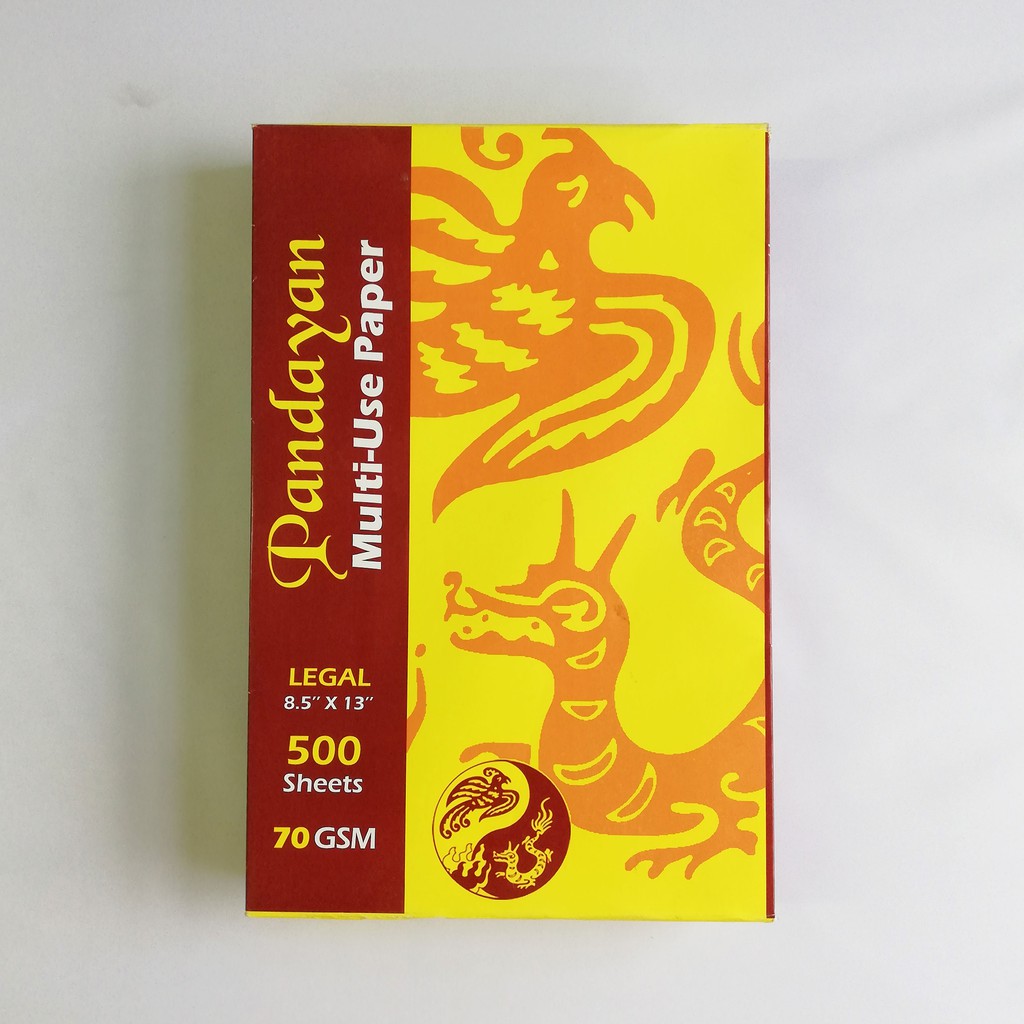 Pandayan
Multi-Use Paper
LEGAL
8.5″ X 13″
500
Sheets
70 GSM